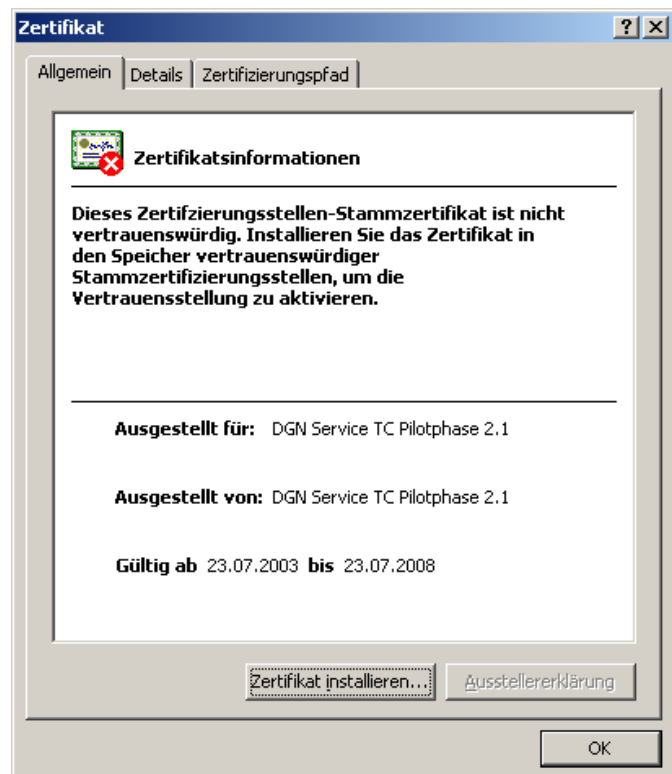 Zertifikat
Allgemein Details Zertifizierungspfad
Zertifikatsinformationen
Dieses Zertifzierungsstellen-Stammzertifikat ist nicht
vertrauenswürdig. Installieren Sie das Zertifikat in
den Speicher vertrauenswürdiger
Stammzertifizierungsstellen, um die
Vertrauensstellung zu aktivieren.
Ausgestellt für: DGN Service TC Pilotphase 2.1
Ausgestellt von: DGN Service TC Pilotphase 2.1
Gültig ab 23.07.2003 bis 23.07.2008
Zertifikat installieren... Ausstellererklärung
OK